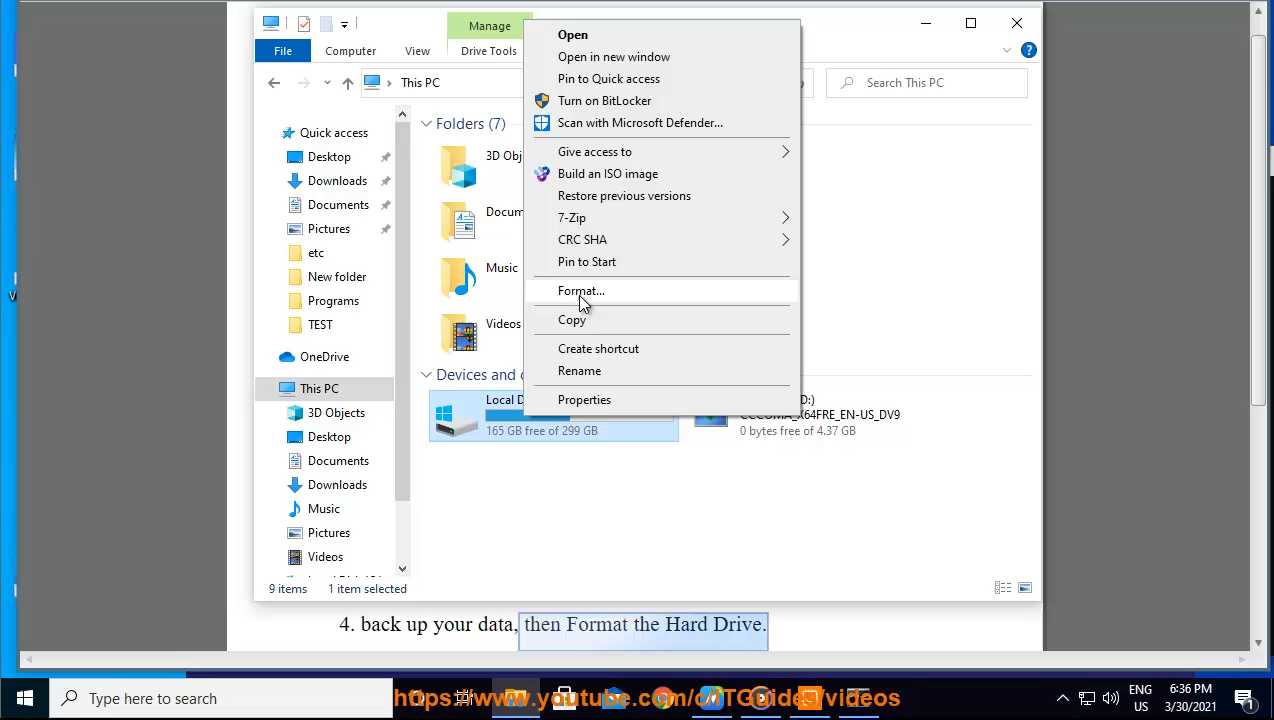 Manage
File
Computer
View
Drive Tools
This PC
Search This PC
Open
Open in new window
Pin to Quick access
Turn on BitLocker
Scan with Microsoft Defender...
Give access to
Build an ISO image
Restore previous versions
7-Zip
CRC SHA
Pin to Start
Format...
Copy
Create shortcut
Rename
Properties
Quick access
Desktop
Downloads
Documents
Pictures
etc
New folder
Programs
TEST
OneDrive
This PC
3D Objects
Desktop
Documents
Downloads
Music
Pictures
Videos
Folders (7)
3D Obj
Docum
Music
Videos
Devices and
Local D
165 GB free of 299 GB
D:)
CCCOMA_X64FRE_EN-US_DV9
0 bytes free of 4.37 GB
9 items
1 item selected
4. back up your data, then Format the Hard Drive.
Type here to search
ENG
US
6:36 PM
3/30/2021
1